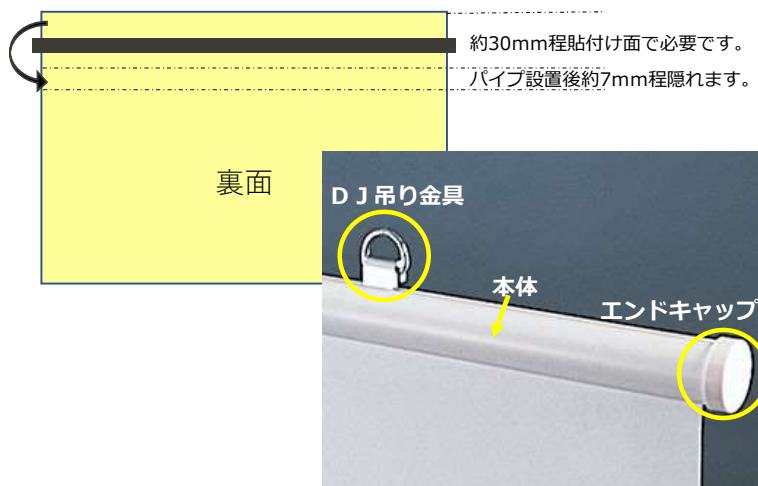 約30mm程貼付け面で必要です。
パイプ設置後約7mm程隠れます。
裏面
ＤＪ吊り金具
本体
エンドキャップ